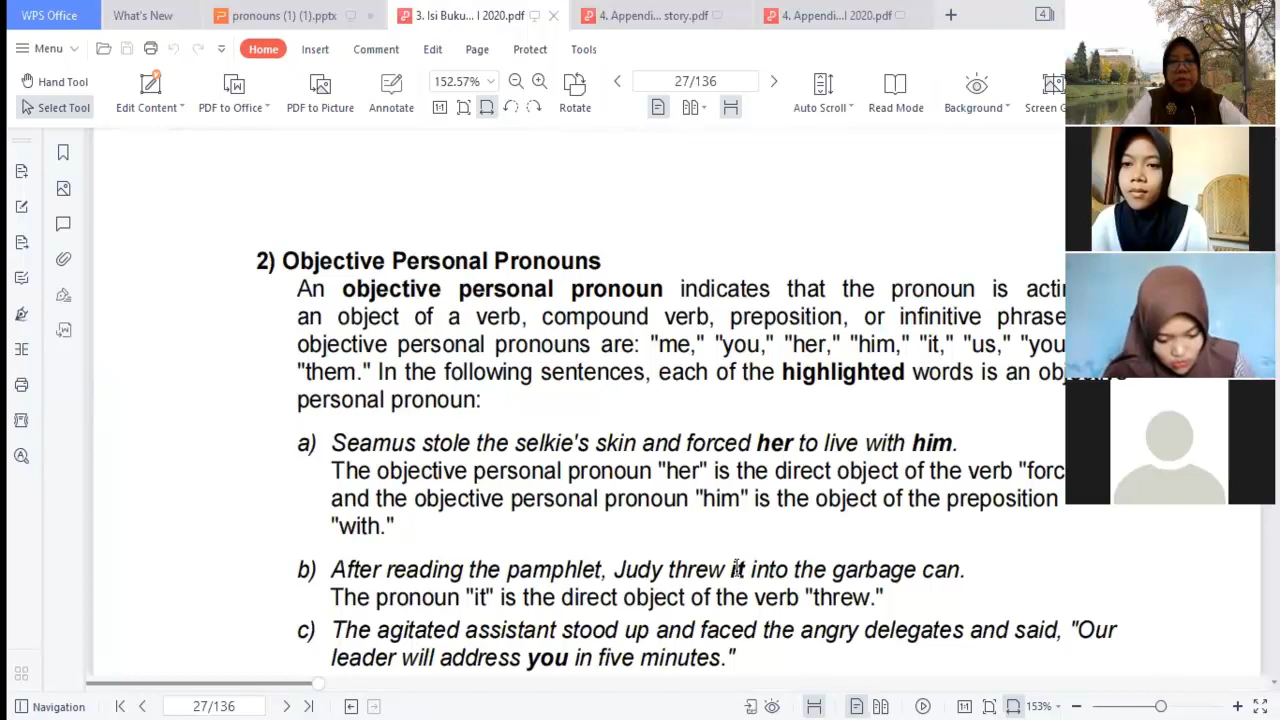 WPS Office What's New pronouns (1) (1).pptx 3. Isi Buku... I 2020.pdf 4. Appendi... story.pdf 4. Appendi...I 2020.pdf 4
Menu Home Insert Comment Edit Page Protect Tools
Hand Tool 152.57% 27/136
Select Tool Edit Content PDF to Office PDF to Picture Annotate Rotate Auto Scroll Read Mode Background Screen G
2) Objective Personal Pronouns
An objective personal pronoun indicates that the pronoun is acti
an object of a verb, compound verb, preposition, or infinitive phrase
objective personal pronouns are: "me," "you," "her," "him," "it," "us," "you
"them." In the following sentences, each of the highlighted words is an
personal pronoun:
a) Seamus stole the selkie's skin and forced her to live with him.
The objective personal pronoun "her" is the direct object of the verb "forc
and the objective personal pronoun "him" is the object of the preposition
"with."
b) After reading the pamphlet, Judy threw it into the garbage can.
The pronoun "it" is the direct object of the verb "threw."
c) The agitated assistant stood up and faced the angry delegates and said, "Our
leader will address you in five minutes."
Navigation 27/136 153%